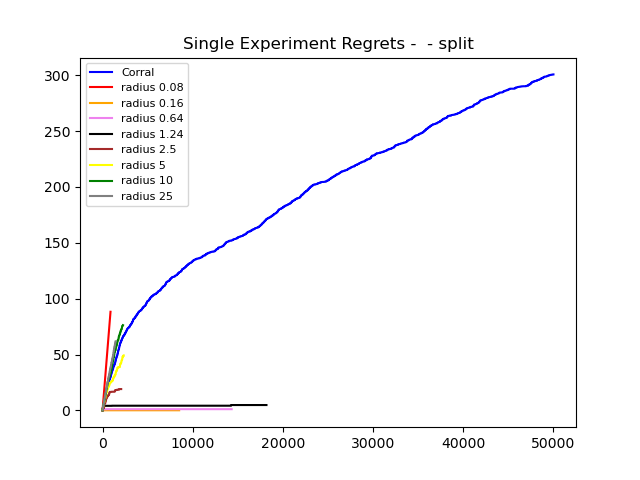 Single Experiment Regrets -  - split
300
250
200
150
100
50
0
Corral
radius 0.08
radius 0.16
radius 0.64
radius 1.24
radius 2.5
radius 5
radius 10
radius 25
0 10000 20000 30000 40000 50000